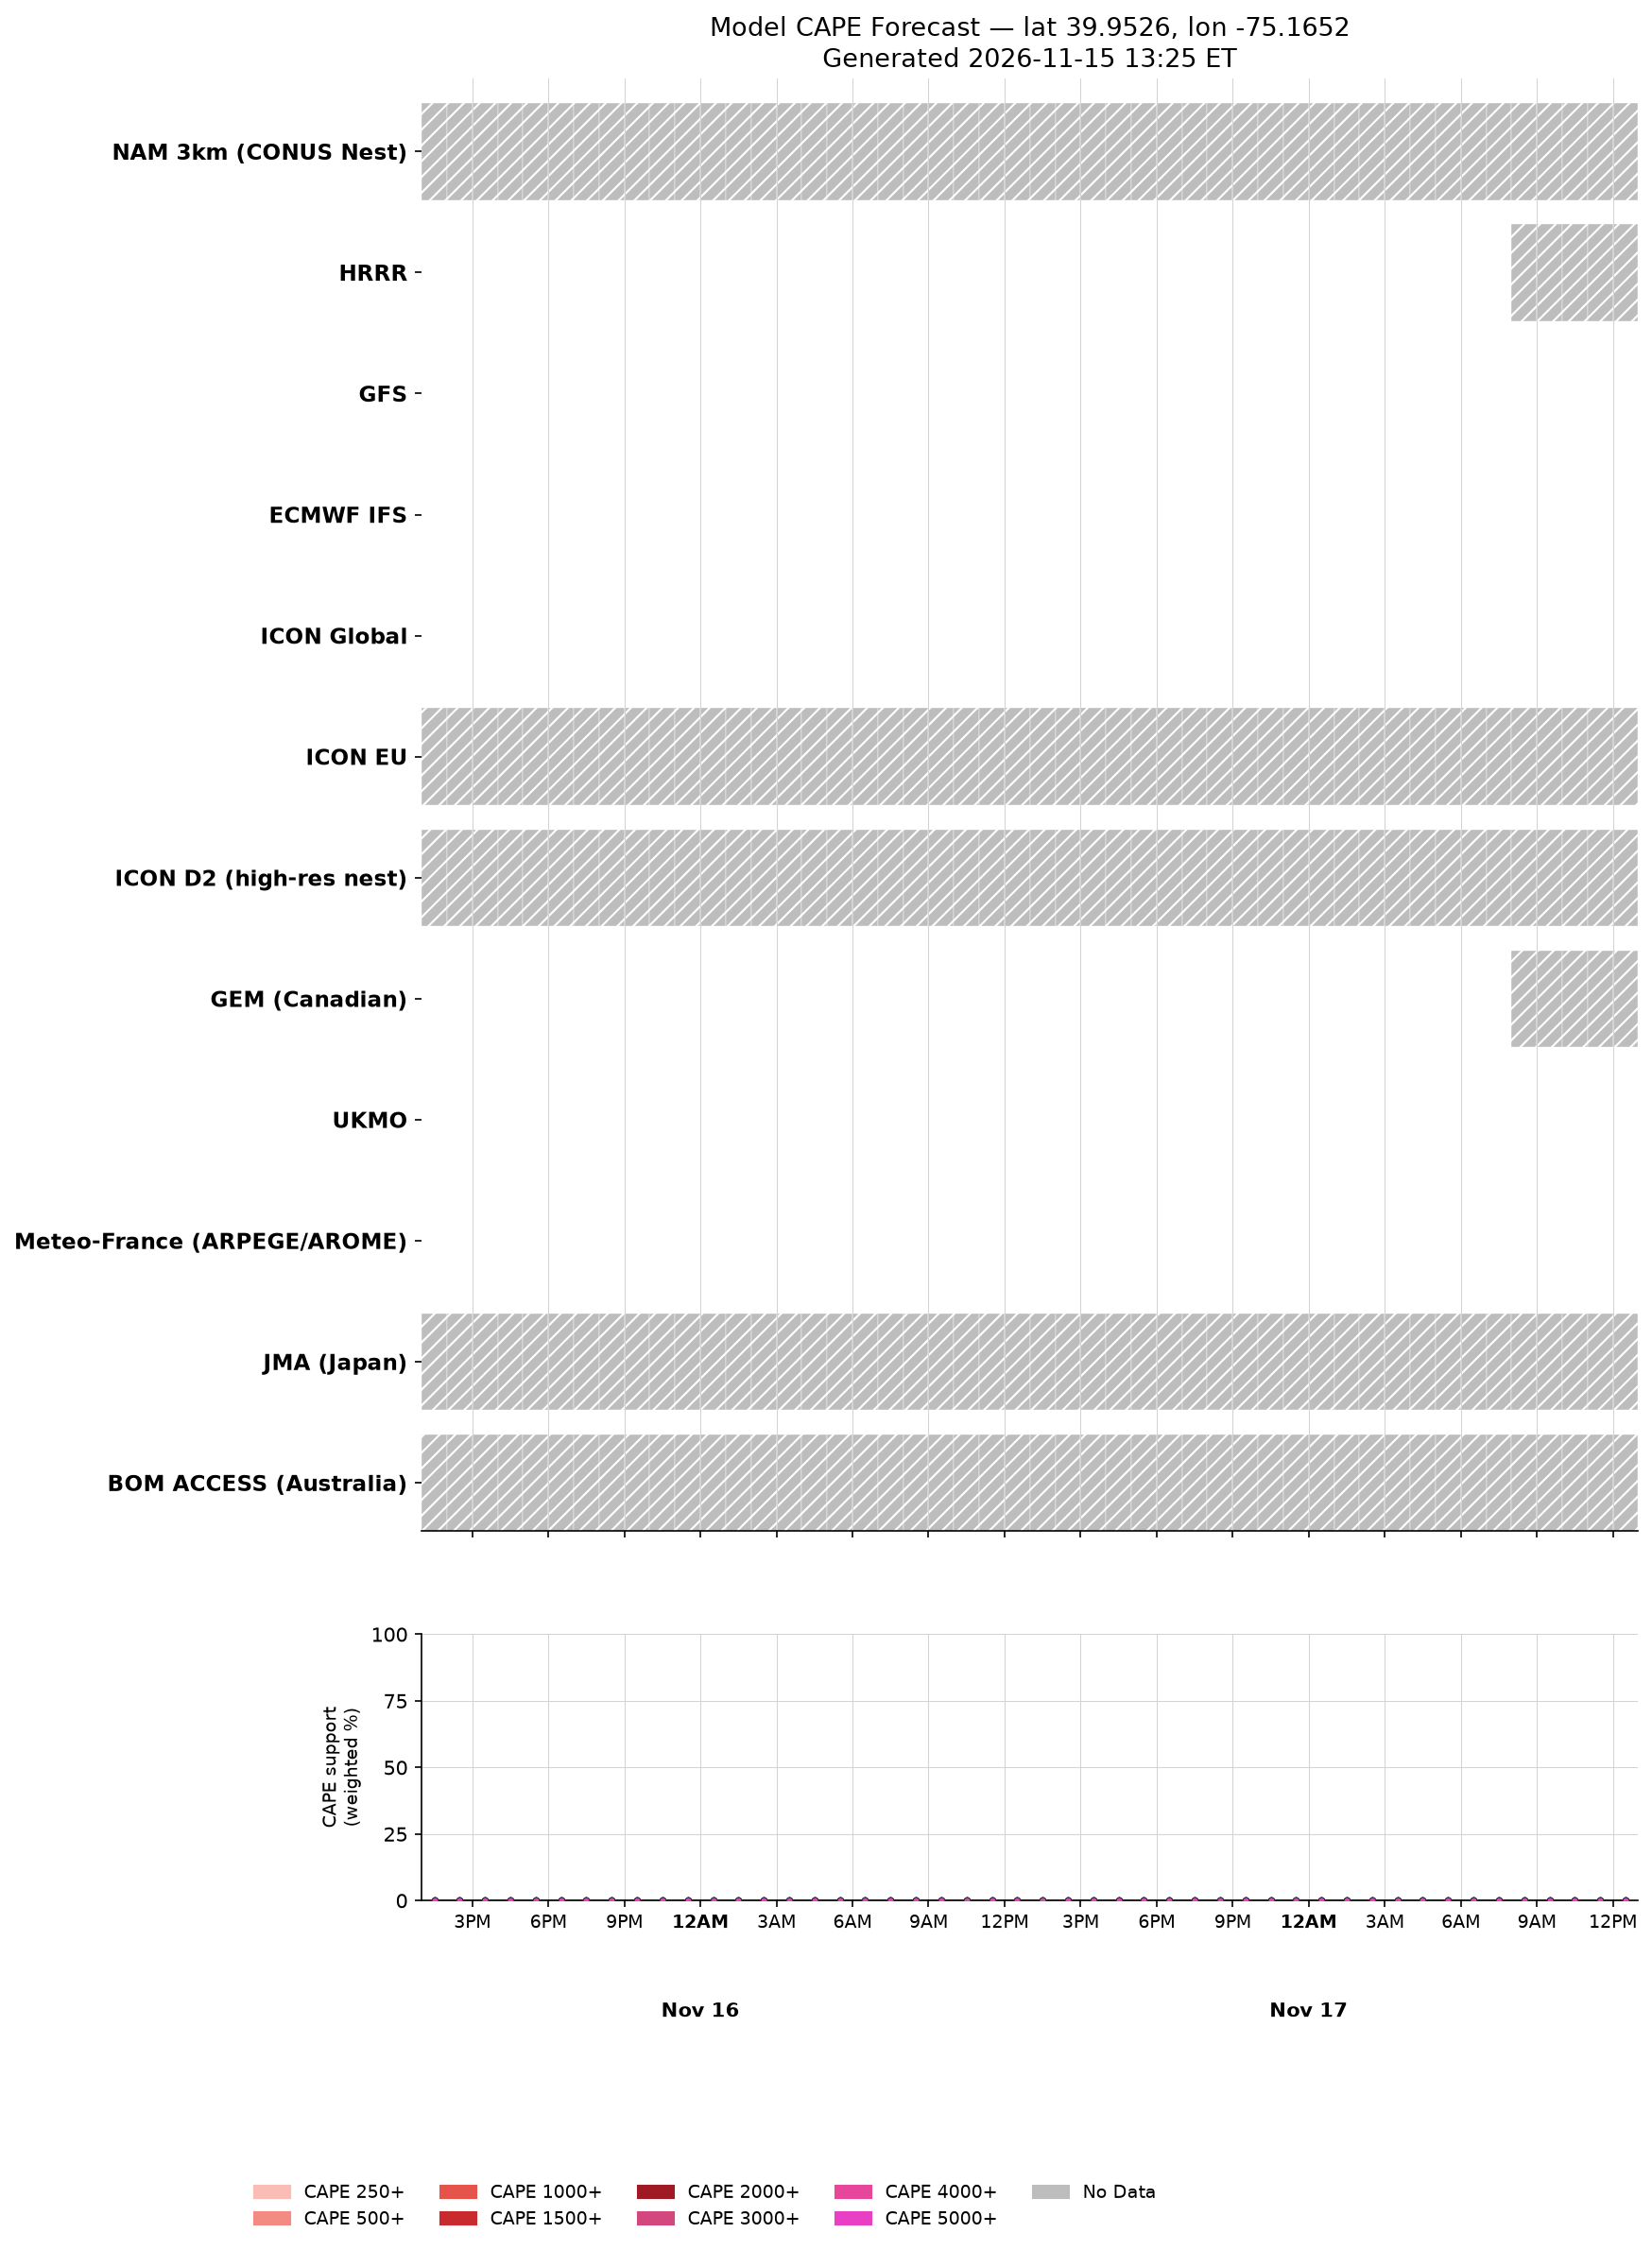 Model CAPE Forecast — lat 39.9526, lon -75.1652
Generated 2026-11-15 13:25 ET
NAM 3km (CONUS Nest)
HRRR
GFS
ECMWF IFS
ICON Global
ICON EU
ICON D2 (high-res nest)
GEM (Canadian)
UKMO
Meteo-France (ARPEGE/AROME)
JMA (Japan)
BOM ACCESS (Australia)
CAPE support
(weighted %)
100
75
50
25
0
3PM 6PM 9PM 12AM 3AM 6AM 9AM 12PM 3PM 6PM 9PM 12AM 3AM 6AM 9AM 12PM
Nov 16 Nov 17
CAPE 250+ CAPE 1000+ CAPE 2000+ CAPE 4000+ No Data
CAPE 500+ CAPE 1500+ CAPE 3000+ CAPE 5000+